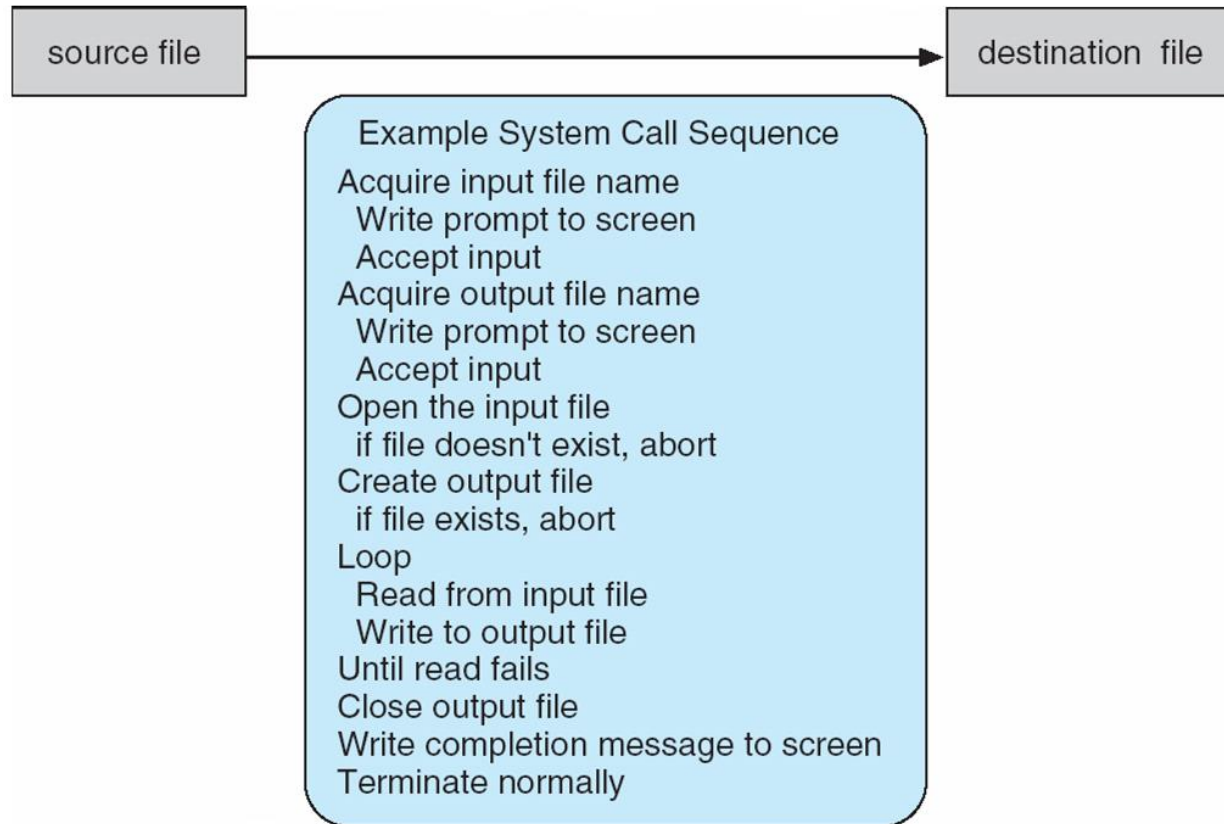 source file
destination file
Example System Call Sequence
Acquire input file name
Write prompt to screen
Accept input
Acquire output file name
Write prompt to screen
Accept input
Open the input file
if file doesn't exist, abort
Create output file
if file exists, abort
Loop
Read from input file
Write to output file
Until read fails
Close output file
Write completion message to screen
Terminate normally